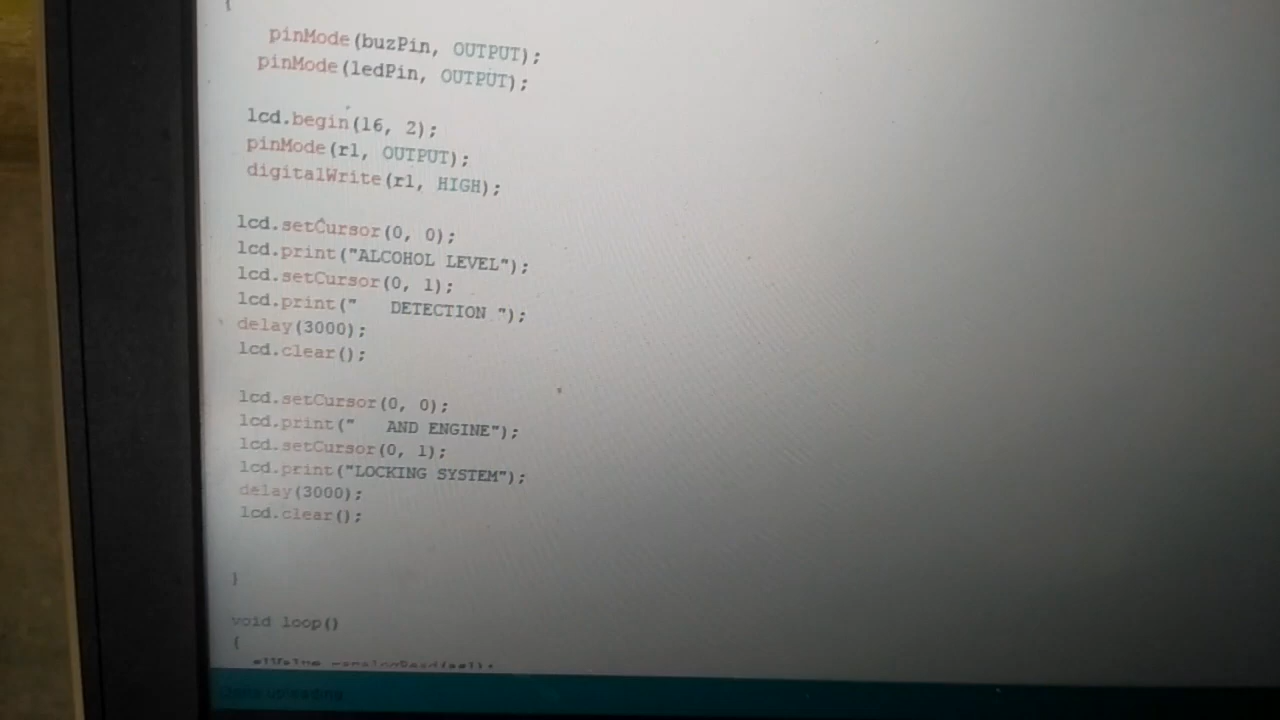 {
pinMode(buzPin, OUTPUT);
pinMode(ledPin, OUTPUT);
lcd.begin(16, 2);
pinMode(r1, OUTPUT);
digitalWrite(r1, HIGH);
lcd.setCursor(0, 0);
lcd.print("ALCOHOL LEVEL");
lcd.setCursor(0, 1);
lcd.print("   DETECTION ");
delay(3000);
lcd.clear();
lcd.setCursor(0, 0);
lcd.print("   AND ENGINE");
lcd.setCursor(0, 1);
lcd.print("LOCKING SYSTEM");
delay(3000);
lcd.clear();
}
void loop()
{
uploading